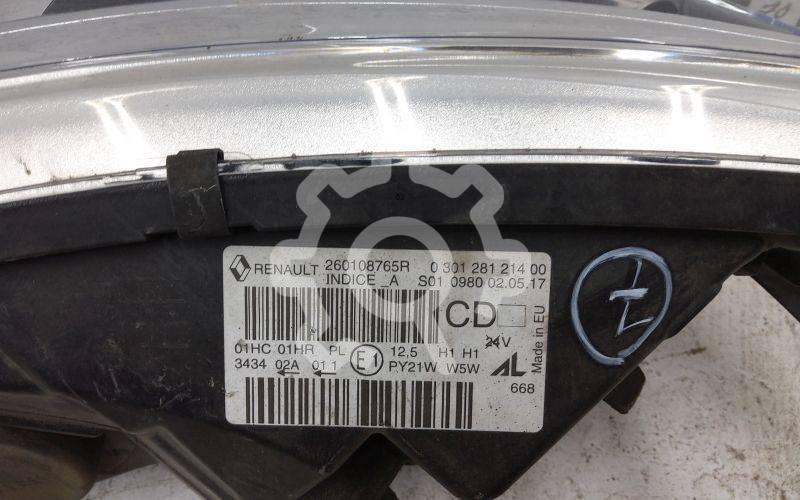 RENAULT 260108765R 0 301 281 214 00
INDICE _A S01 0980 02.05.17
CD
Made in EU
01HC 01HR PL 12,5 H1 H1 24V
3434 02A 01 1 E1 PY21W W5W AL
668